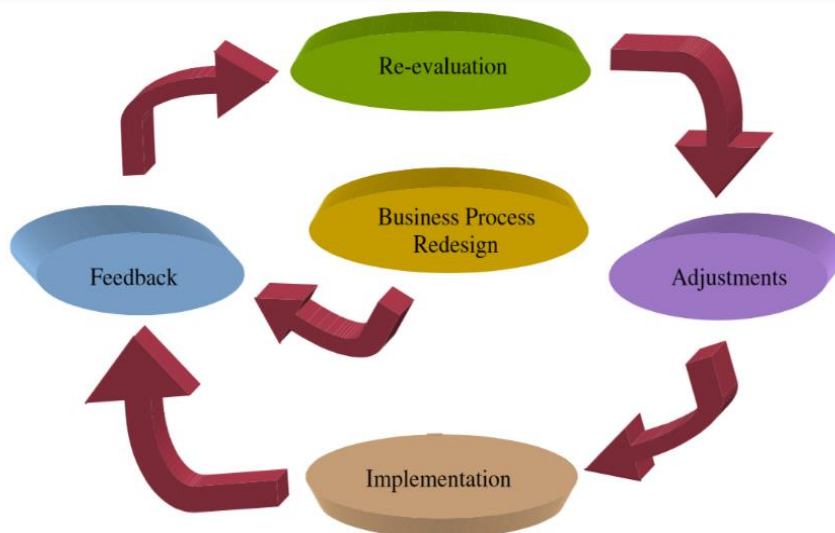 Re-evaluation
Business Process
Redesign
Feedback
Adjustments
Implementation